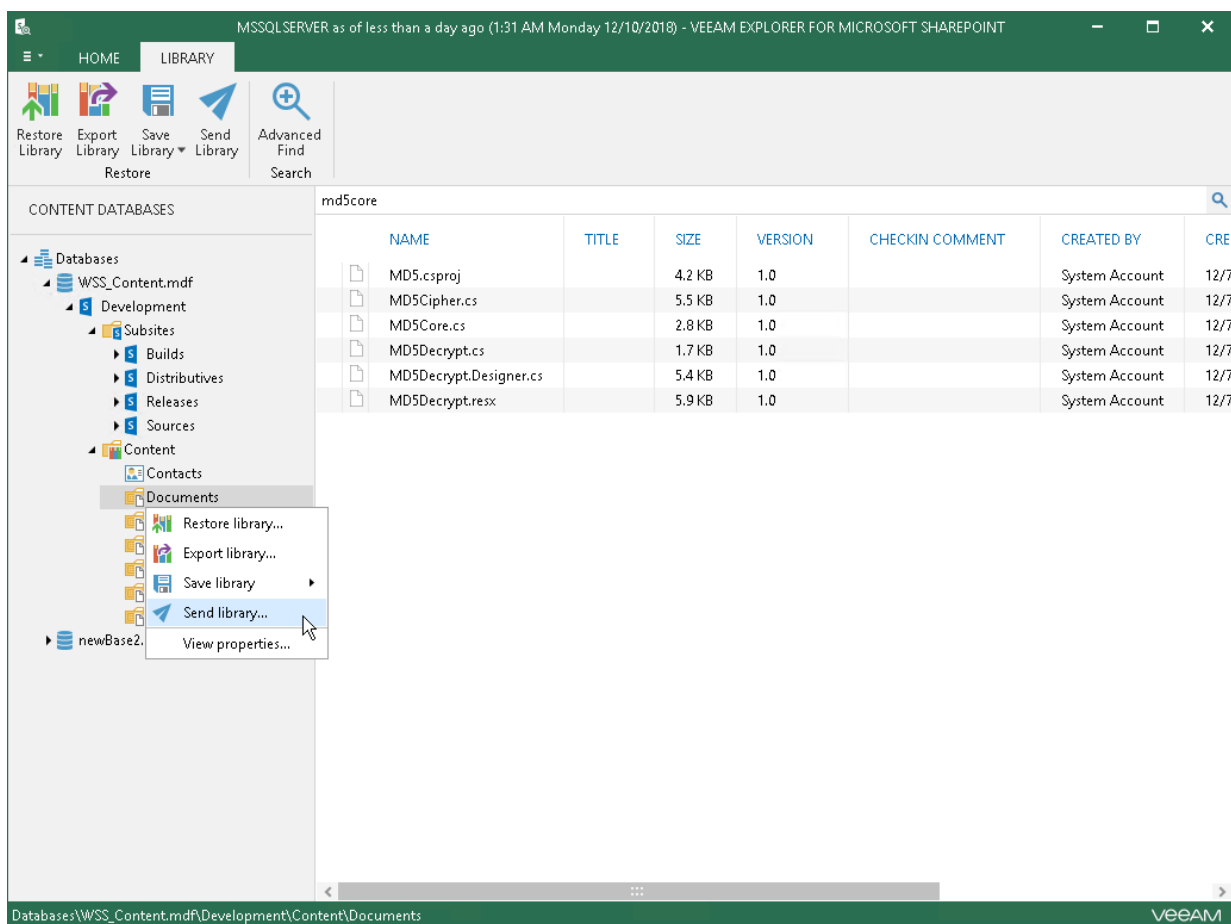 MSSQLSERVER as of less than a day ago (1:31 AM Monday 12/10/2018) - VEEAM EXPLORER FOR MICROSOFT SHAREPOINT
HOME LIBRARY
Restore Library
Export Library
Save Library
Send Library
Advanced Find
Restore
Search
CONTENT DATABASES
Databases
WSS_Content.mdf
Development
Subsites
Builds
Distributives
Releases
Sources
Content
Contacts
Documents
Restore library...
Export library...
Save library
Send library...
View properties...
newBase2.
md5core
NAME TITLE SIZE VERSION CHECKIN COMMENT CREATED BY CRE
MD5.csproj 4.2 KB 1.0 System Account 12/7
MD5Cipher.cs 5.5 KB 1.0 System Account 12/7
MD5Core.cs 2.8 KB 1.0 System Account 12/7
MD5Decrypt.cs 1.7 KB 1.0 System Account 12/7
MD5Decrypt.Designer.cs 5.4 KB 1.0 System Account 12/7
MD5Decrypt.resx 5.9 KB 1.0 System Account 12/7
Databases\WSS_Content.mdf\Development\Content\Documents
veeAM